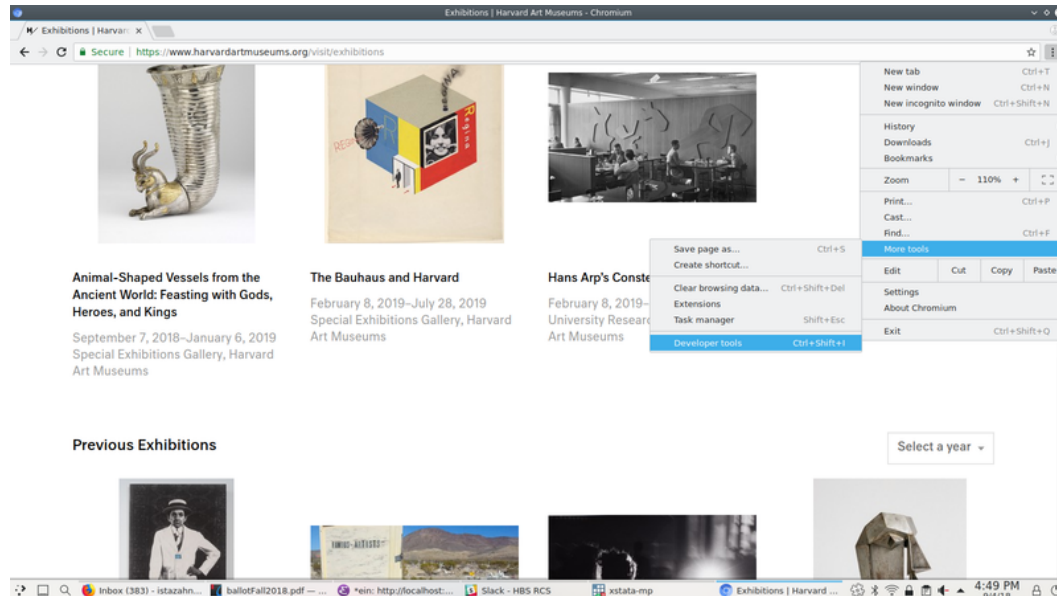 Exhibitions | Harvard Art Museums - Chromium
Exhibitions | Harvar
Secure | https://www.harvardartmuseums.org/visit/exhibitions
New tab Ctrl+T
New window Ctrl+N
New incognito window Ctrl+Shift+N
History
Downloads Ctrl+J
Bookmarks
Zoom - 110% +
Print... Ctrl+P
Cast...
Find... Ctrl+F
More tools
Edit Cut Copy Paste
Settings
About Chromium
Exit Ctrl+Shift+Q
Save page as... Ctrl+S
Create shortcut...
Clear browsing data... Ctrl+Shift+Del
Extensions
Task manager Shift+Esc
Developer tools Ctrl+Shift+I
REGINA
Regina
Animal-Shaped Vessels from the
Ancient World: Feasting with Gods,
Heroes, and Kings
September 7, 2018–January 6, 2019
Special Exhibitions Gallery, Harvard
Art Museums
The Bauhaus and Harvard
February 8, 2019–July 28, 2019
Special Exhibitions Gallery, Harvard
Art Museums
Hans Arp's Conste
February 8, 2019–
University Researc
Art Museums
Previous Exhibitions
Select a year
Inbox (383) - istazahn...
ballotFall2018.pdf — ...
*ein: http://localhost:...
Slack - HBS RCS
xstata-mp
Exhibitions | Harvard ...
4:49 PM